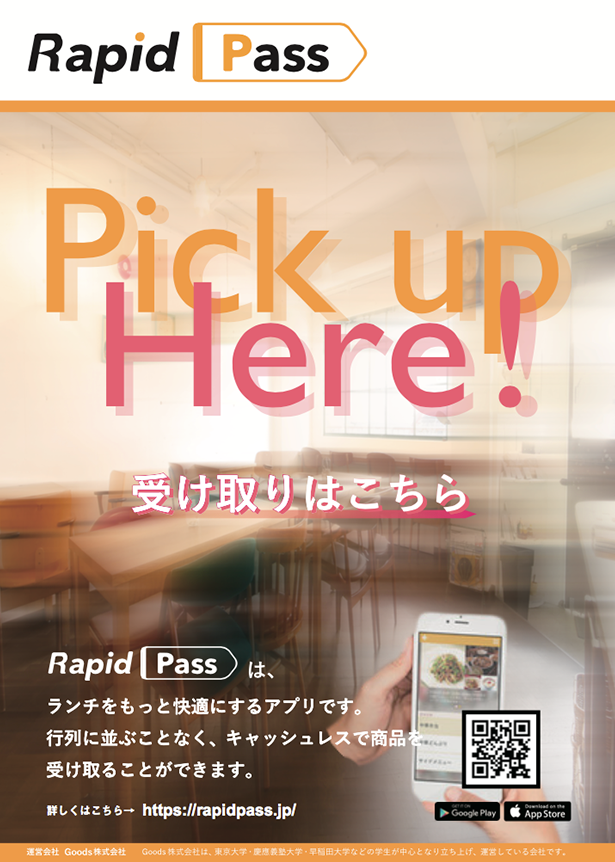 Rapid Pass
Pick up
Here!
受け取りはこちら
Rapid Pass は、
ランチをもっと快適にするアプリです。
行列に並ぶことなく、キャッシュレスで商品を
受け取ることができます。
詳しくはこちら→ https://rapidpass.jp/
GET IT ON
Google Play
Download on the
App Store
運営会社 Goods株式会社 Goods株式会社は、東京大学・慶應義塾大学・早稲田大学などの学生が中心となり立ち上げ、運営している会社です。